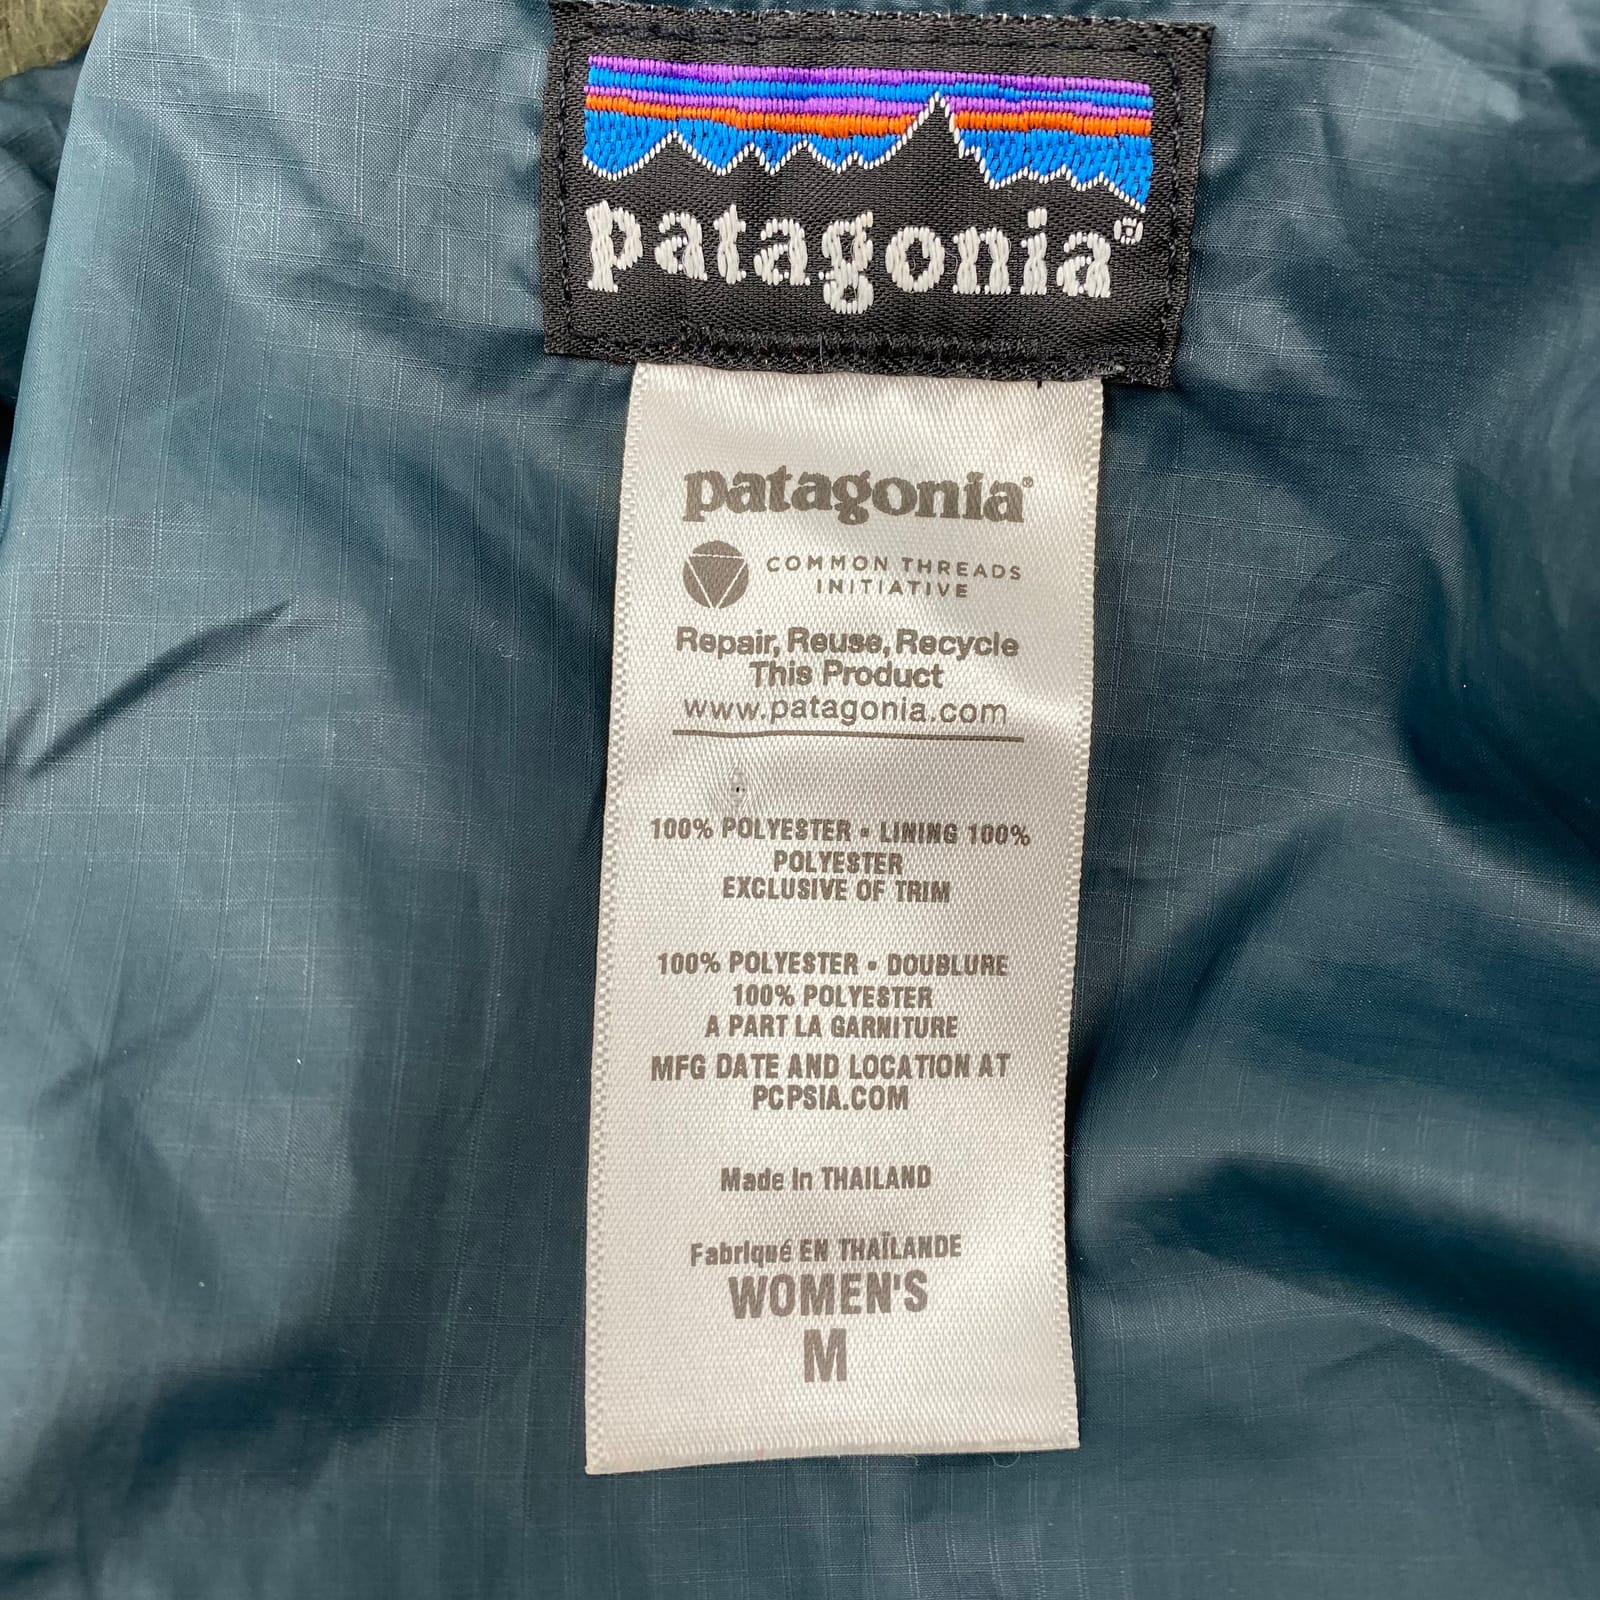 patagonia®
patagonia®
COMMON THREADS
INITIATIVE
Repair, Reuse, Recycle
This Product
www.patagonia.com
100% POLYESTER • LINING 100%
POLYESTER
EXCLUSIVE OF TRIM
100% POLYESTER • DOUBLURE
100% POLYESTER
A PART LA GARNITURE
MFG DATE AND LOCATION AT
PCPSIA.COM
Made in THAILAND
Fabriqué EN THAÏLANDE
WOMEN'S
M